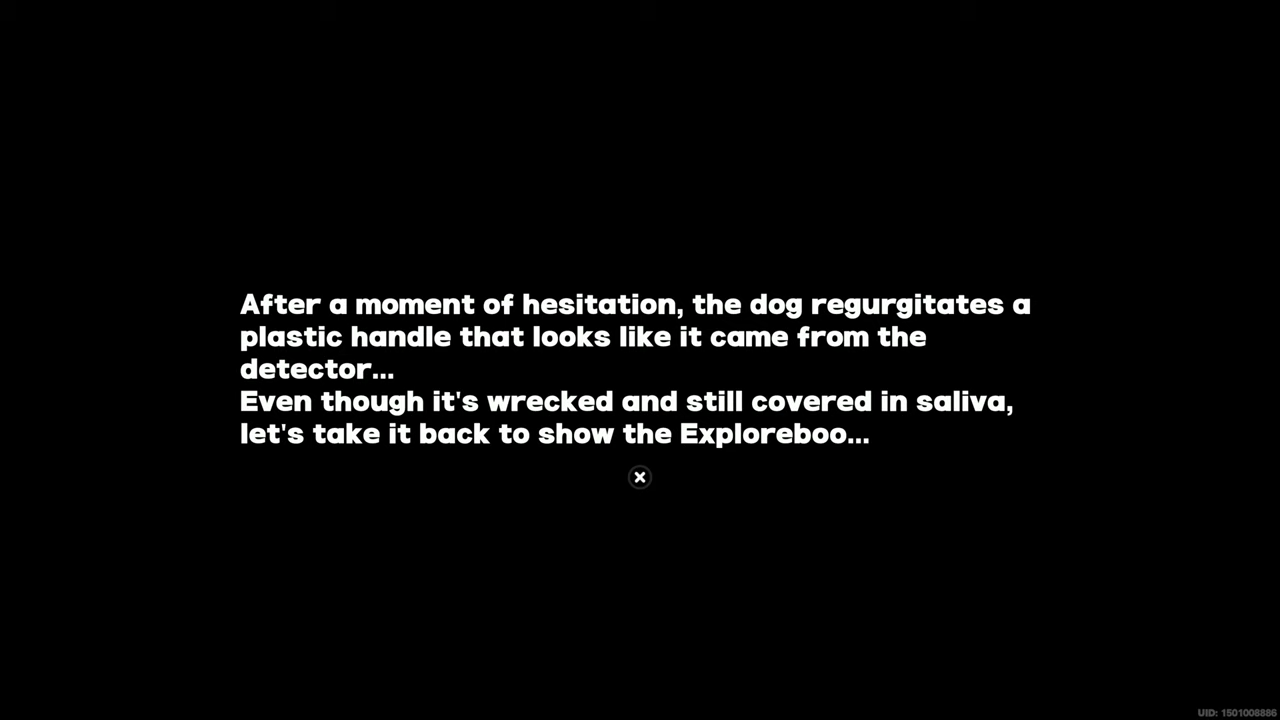 After a moment of hesitation, the dog regurgitates a
plastic handle that looks like it came from the
detector...
Even though it's wrecked and still covered in saliva,
let's take it back to show the Exploreboo...
UID: 1501008886